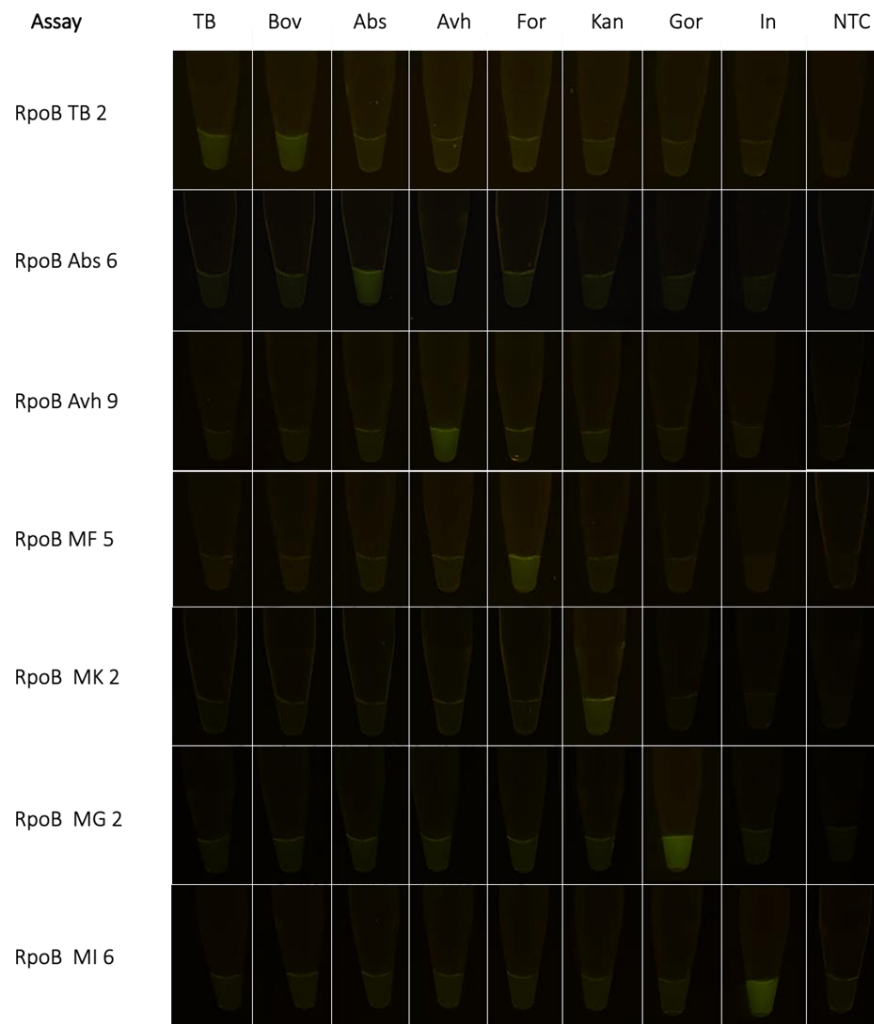 Assay TB Bov Abs Avh For Kan Gor In NTC
RpoB TB 2
RpoB Abs 6
RpoB Avh 9
RpoB MF 5
RpoB MK 2
RpoB MG 2
RpoB MI 6